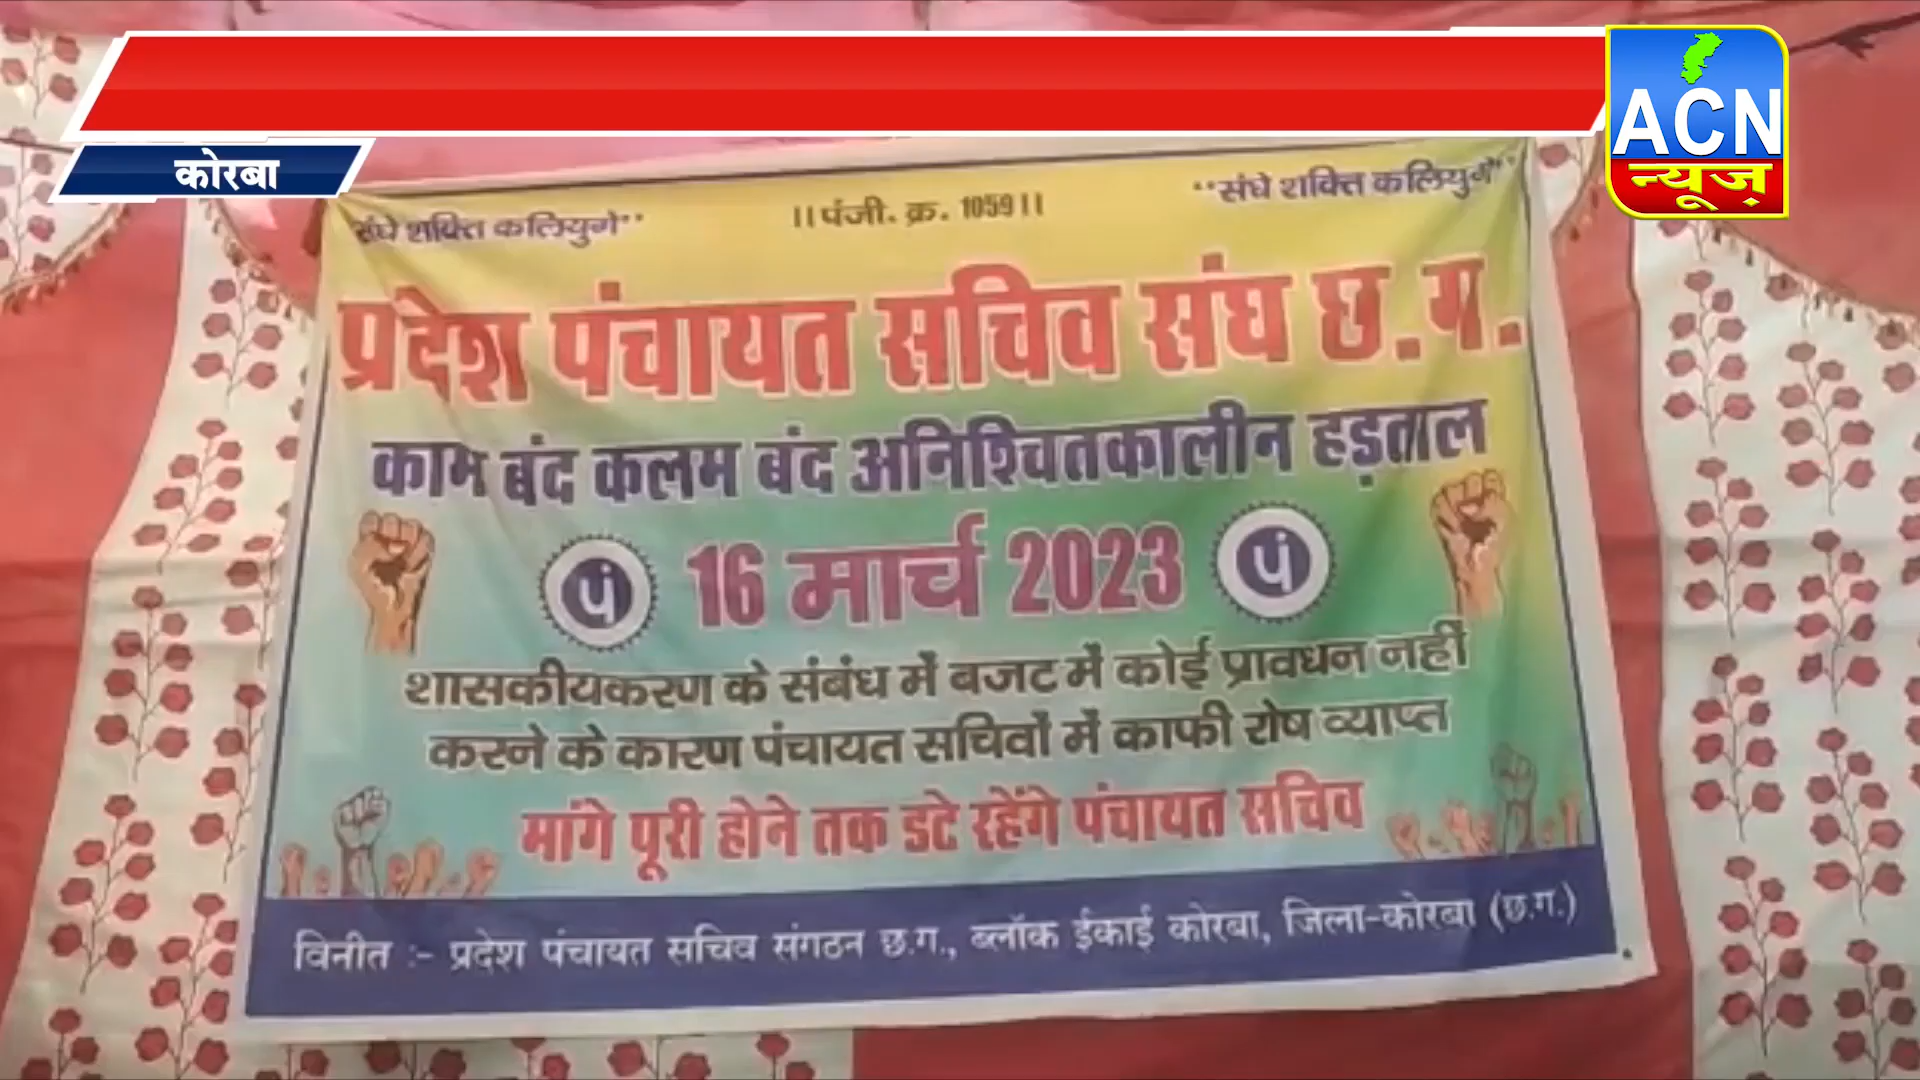 ACN
न्यूज़
कोरबा
"संघे शक्ति कलियुगे"
।। पंजी. क्र. 1059 ।।
"संघे शक्ति कलियुगे"
प्रदेश पंचायत सचिव संघ छ.ग.
काम बंद कलम बंद अनिश्चितकालीन हड़ताल
पं
16 मार्च 2023
पं
शासकीयकरण के संबंध में बजट में कोई प्रावधन नहीं
करने के कारण पंचायत सचिवों में काफी रोष व्याप्त
मांगे पूरी होने तक डटे रहेंगे पंचायत सचिव
विनीत :- प्रदेश पंचायत सचिव संगठन छ.ग., ब्लॉक ईकाई कोरबा, जिला-कोरबा (छ.ग.)